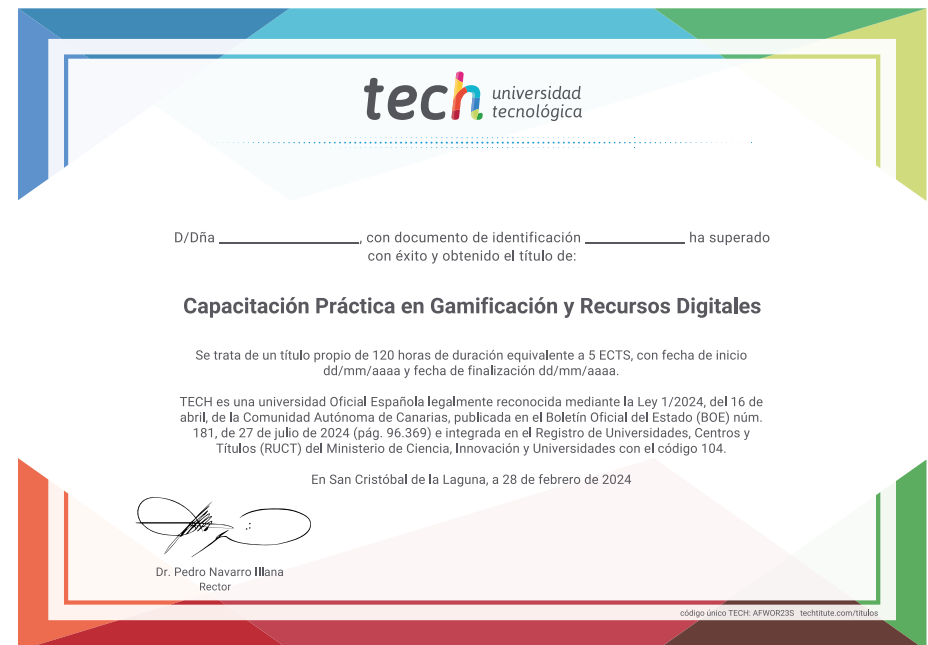 tech universidad
tecnológica
D/Dña ____________________, con documento de identificación ______________ ha superado
con éxito y obtenido el título de:
Capacitación Práctica en Gamificación y Recursos Digitales
Se trata de un título propio de 120 horas de duración equivalente a 5 ECTS, con fecha de inicio
dd/mm/aaaa y fecha de finalización dd/mm/aaaa.
TECH es una universidad Oficial Española legalmente reconocida mediante la Ley 1/2024, del 16 de
abril, de la Comunidad Autónoma de Canarias, publicada en el Boletín Oficial del Estado (BOE) núm.
181, de 27 de julio de 2024 (pág. 96.369) e integrada en el Registro de Universidades, Centros y
Títulos (RUCT) del Ministerio de Ciencia, Innovación y Universidades con el código 104.
En San Cristóbal de la Laguna, a 28 de febrero de 2024
Dr. Pedro Navarro Illana
Rector
código único TECH: AFWOR23S techtitute.com/titulos